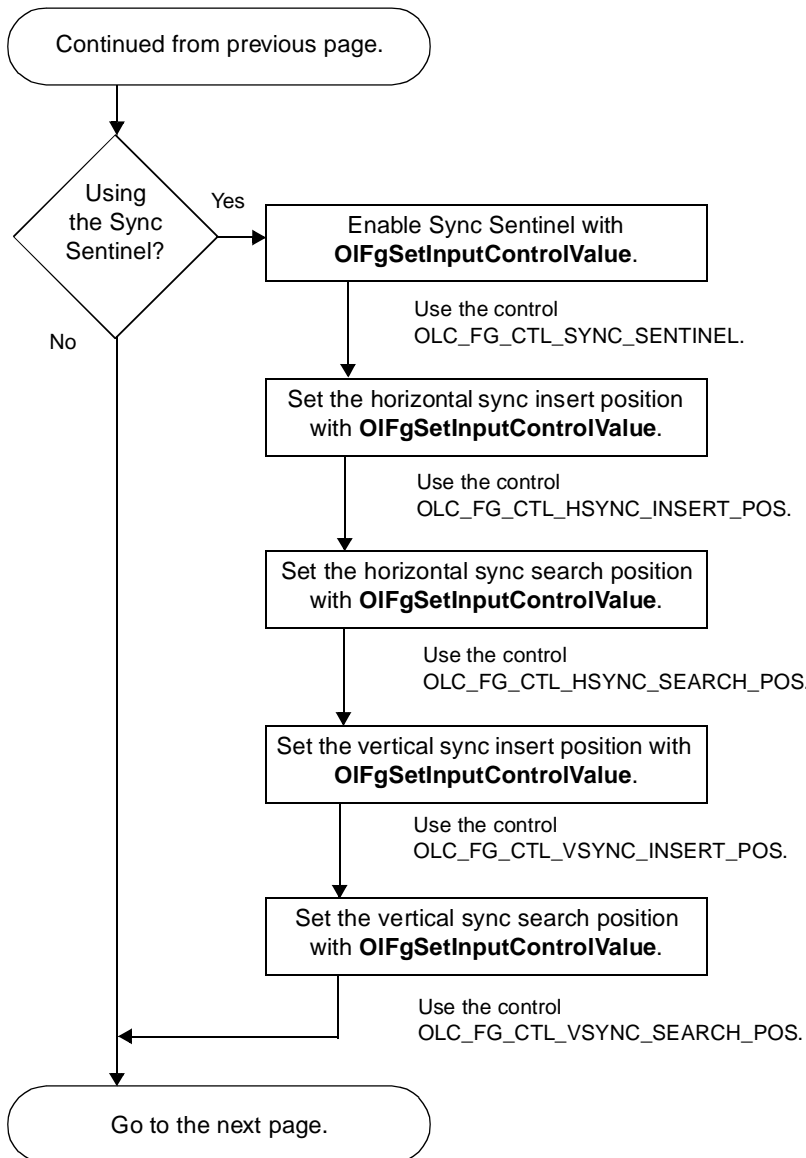 Continued from previous page.
Using
the Sync
Sentinel?
Yes
No
Enable Sync Sentinel with
OlFgSetInputControlValue.
Use the control
OLC_FG_CTL_SYNC_SENTINEL.
Set the horizontal sync insert position
with OlFgSetInputControlValue.
Use the control
OLC_FG_CTL_HSYNC_INSERT_POS.
Set the horizontal sync search position
with OlFgSetInputControlValue.
Use the control
OLC_FG_CTL_HSYNC_SEARCH_POS.
Set the vertical sync insert position with
OlFgSetInputControlValue.
Use the control
OLC_FG_CTL_VSYNC_INSERT_POS.
Set the vertical sync search position
with OlFgSetInputControlValue.
Use the control
OLC_FG_CTL_VSYNC_SEARCH_POS.
Go to the next page.